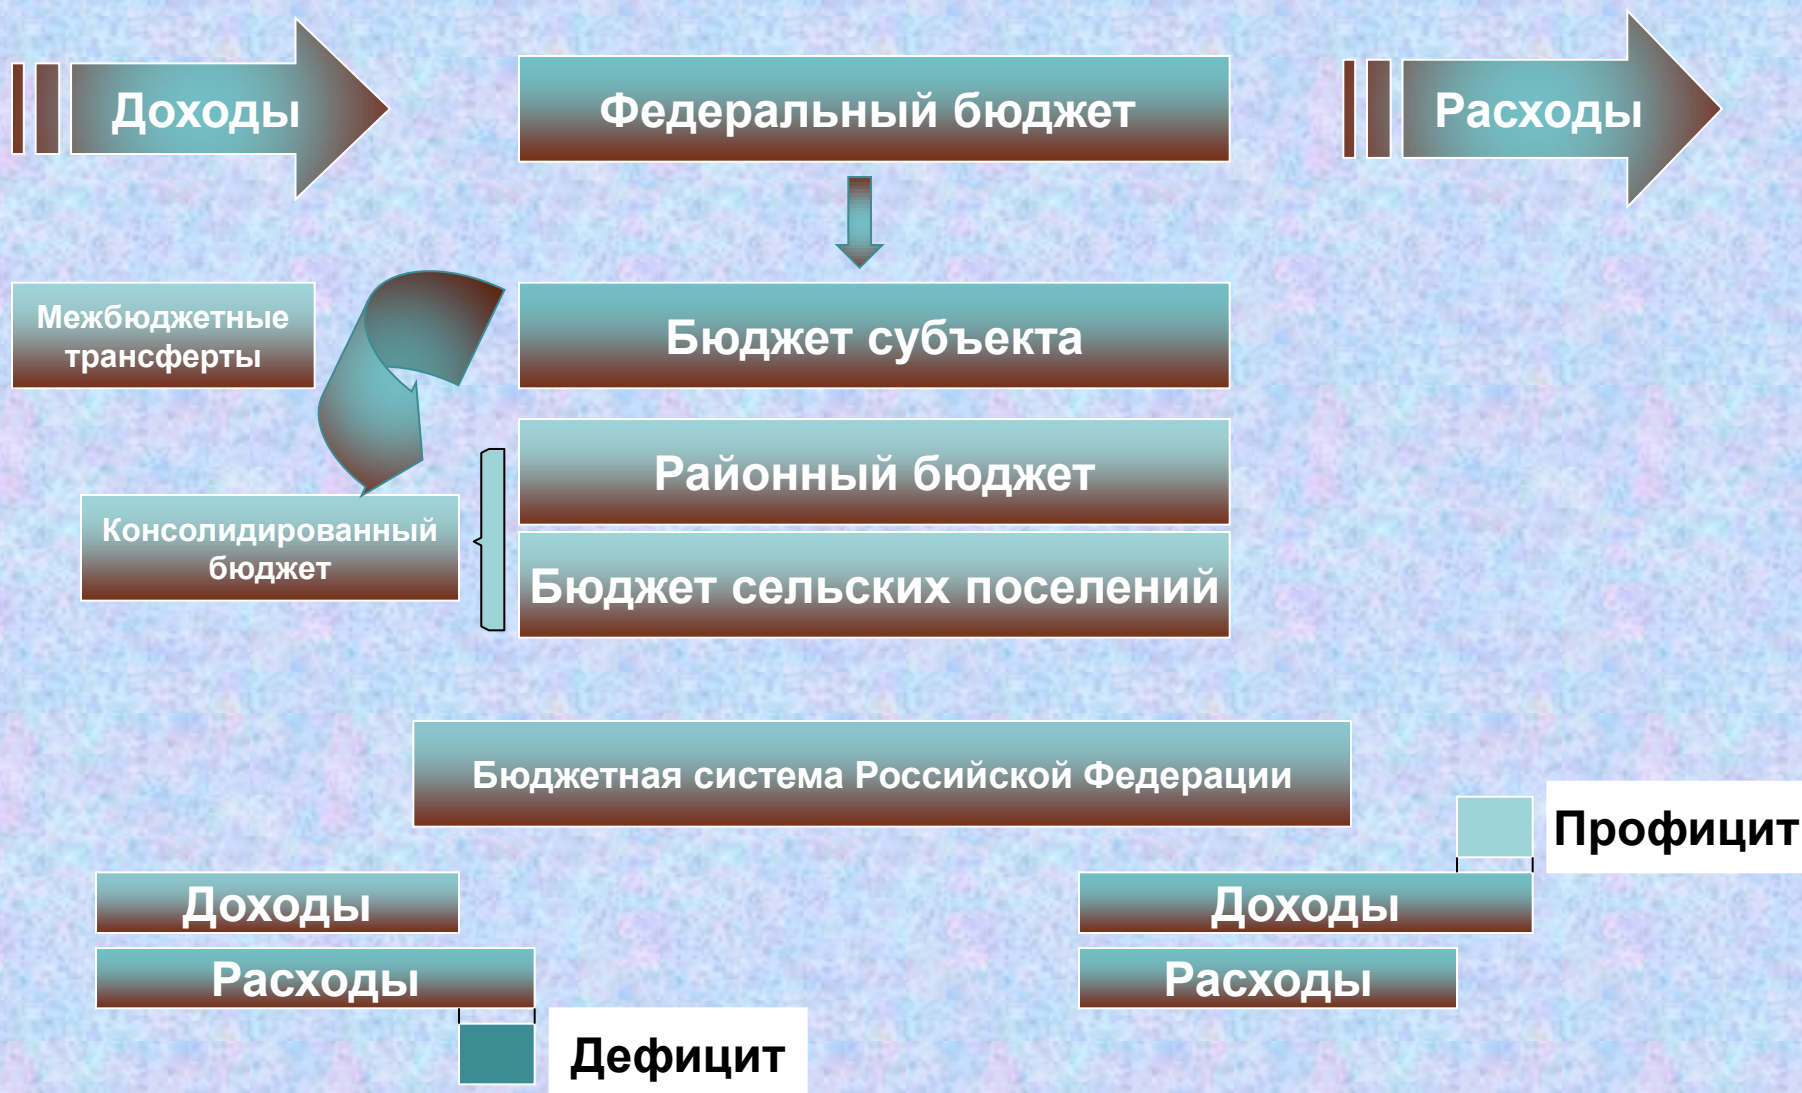 Доходы
Федеральный бюджет
Расходы
Межбюджетные
трансферты
Бюджет субъекта
Районный бюджет
Консолидированный
бюджет
Бюджет сельских поселений
Бюджетная система Российской Федерации
Профицит
Доходы
Доходы
Расходы
Расходы
Дефицит